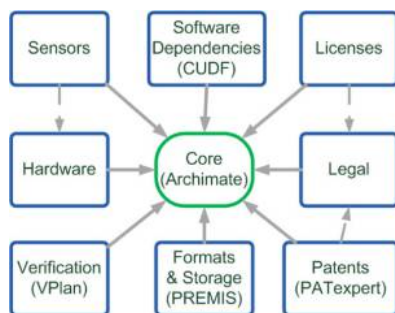 Sensors
Software
Dependencies
(CUDF)
Licenses
Hardware
Core
(Archimate)
Legal
Verification
(VPlan)
Formats
& Storage
(PREMIS)
Patents
(PATexpert)